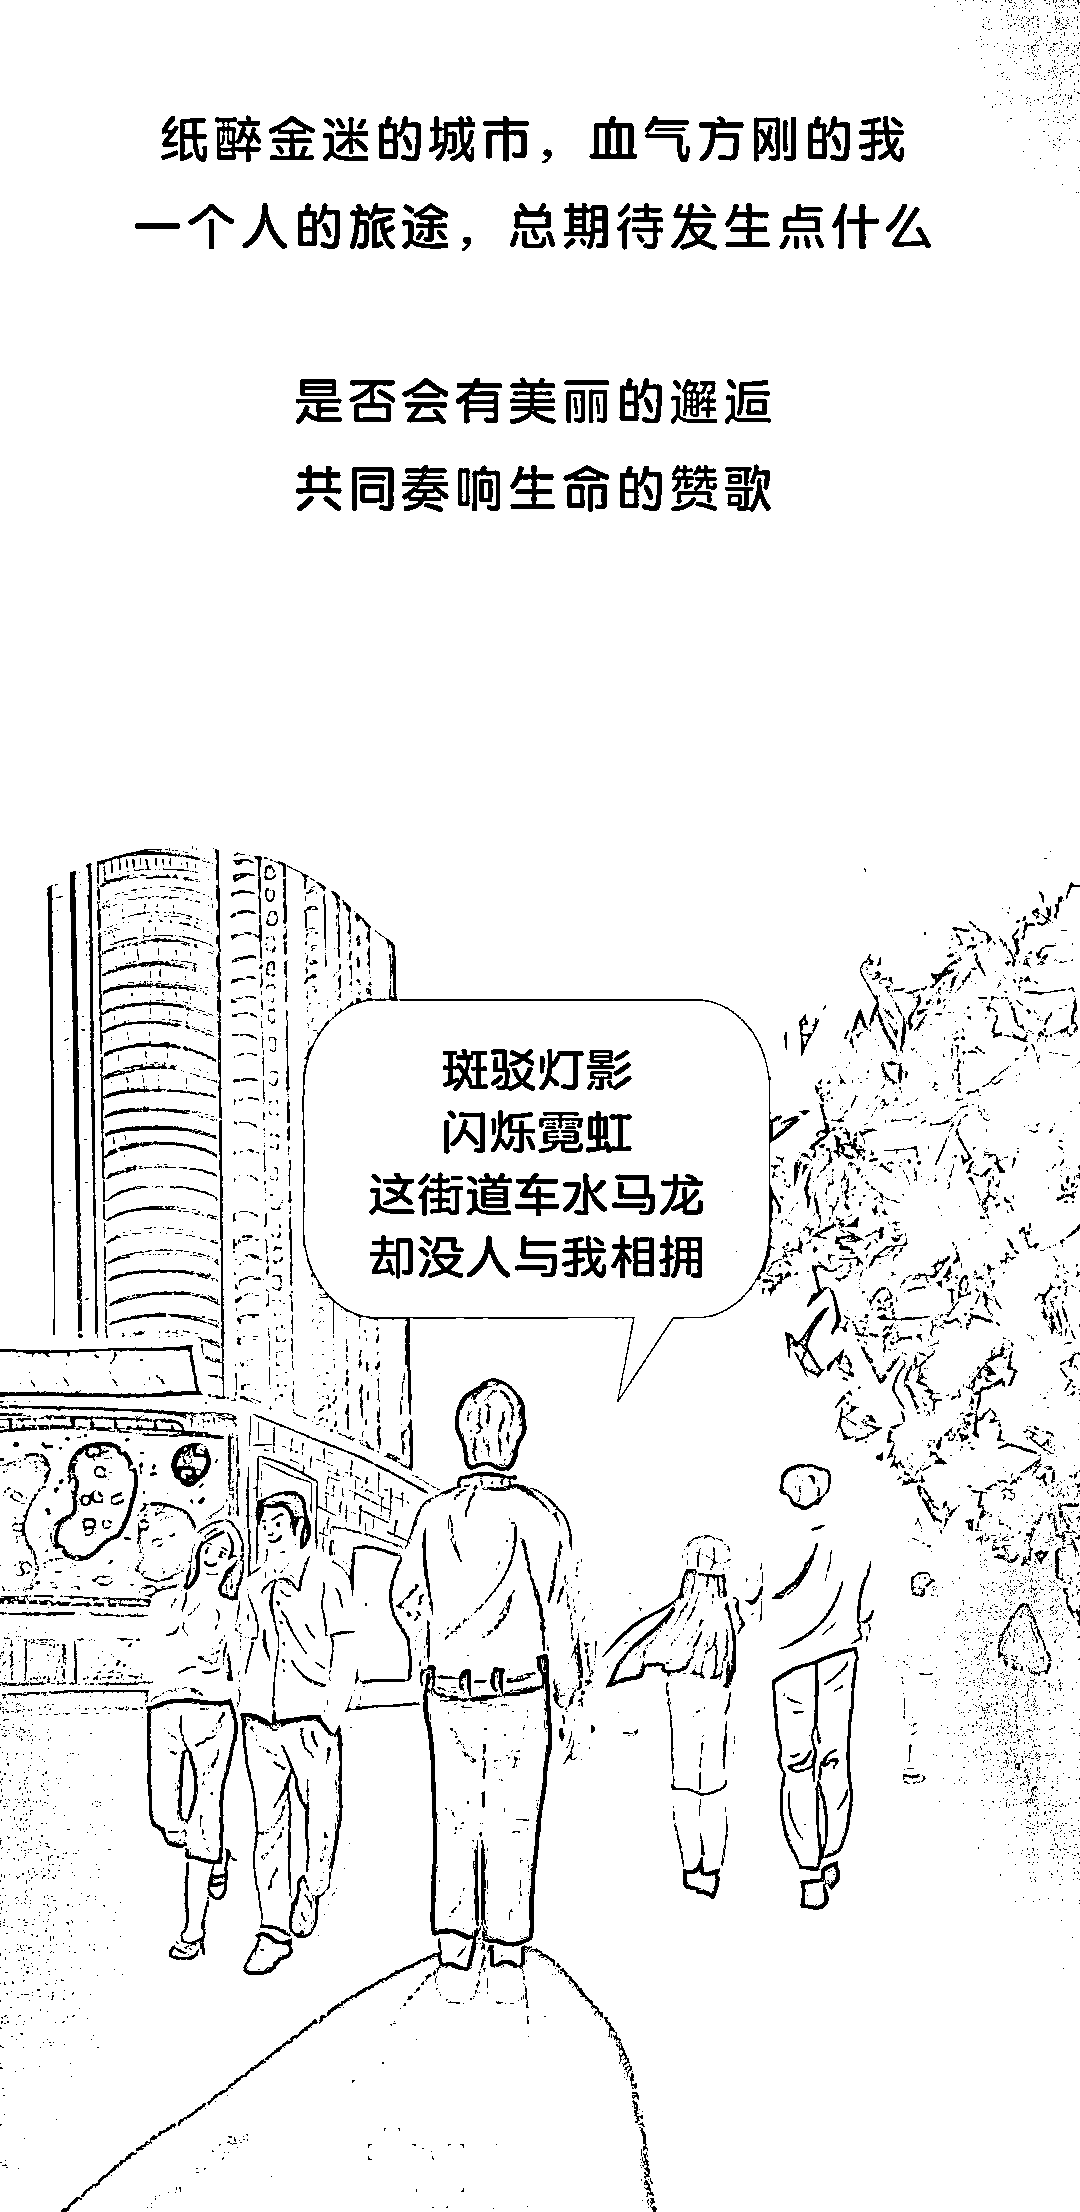 纸醉金迷的城市，血气方刚的我
一个人的旅途，总期待发生点什么
是否会有美丽的邂逅
共同奏响生命的赞歌
斑驳灯影
闪烁霓虹
这街道车水马龙
却没人与我相拥